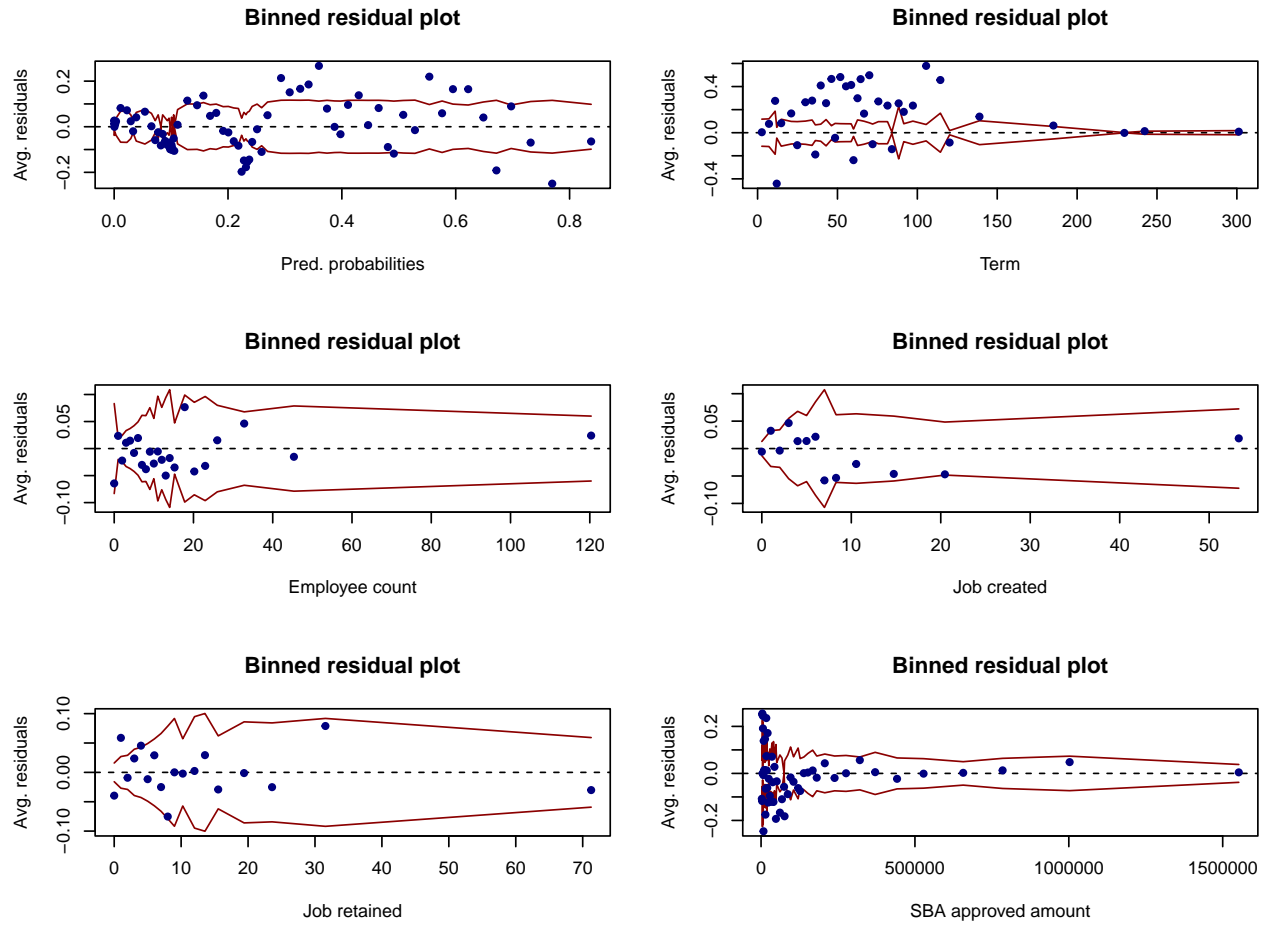 Binned residual plot
Avg. residuals
0.2
0.0
−0.2
0.0 0.2 0.4 0.6 0.8
Pred. probabilities
Binned residual plot
Avg. residuals
0.4
0.0
−0.4
0 50 100 150 200 250 300
Term
Binned residual plot
Avg. residuals
0.05
−0.10
0 20 40 60 80 100 120
Employee count
Binned residual plot
Avg. residuals
0.05
−0.10
0 10 20 30 40 50
Job created
Binned residual plot
Avg. residuals
0.10
0.00
−0.10
0 10 20 30 40 50 60 70
Job retained
Binned residual plot
Avg. residuals
0.2
0.0
−0.2
0 500000 1000000 1500000
SBA approved amount